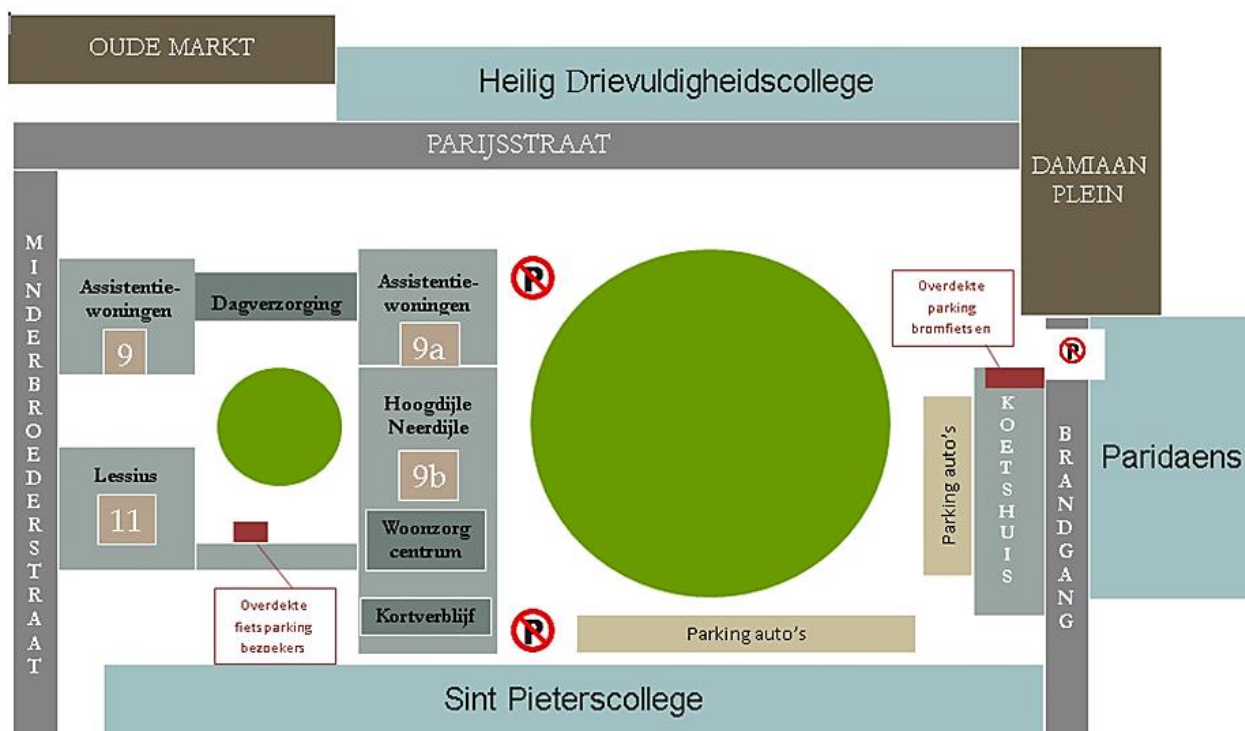 OUDE MARKT
Heilig Drievuldigheidscollege
PARIJSSTRAAT
DAMIAAN
PLEIN
MINDERBROEDERSTRAAT
Assistentie-
woningen
9
Dagverzorging
Assistentie-
woningen
9a
P
Overdekte
parking
bromfietsen
P
Hoogdijle
Neerdijle
9b
Lessius
11
Woonzorg
centrum
Kortverblijf
Overdekte
fietsparking
bezoekers
P
Parking auto's
Parking auto's
KOETSHUIS
BRANDGANG
Paridaens
Sint Pieterscollege